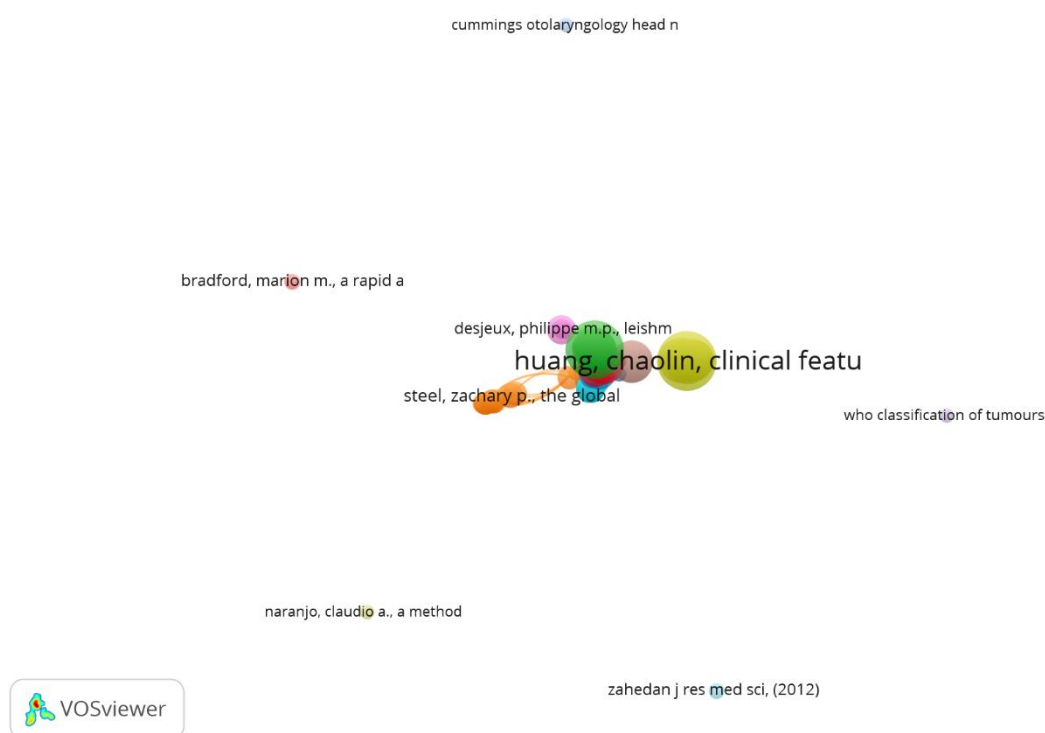 cummings otolaryngology head n
bradford, marion m., a rapid a
desjeux, philippe m.p., leishm
huang, chaolin, clinical featu
steel, zachary p., the global
who classification of tumours
naranjo, claudio a., a method
zahedan j res med sci, (2012)
VOSviewer